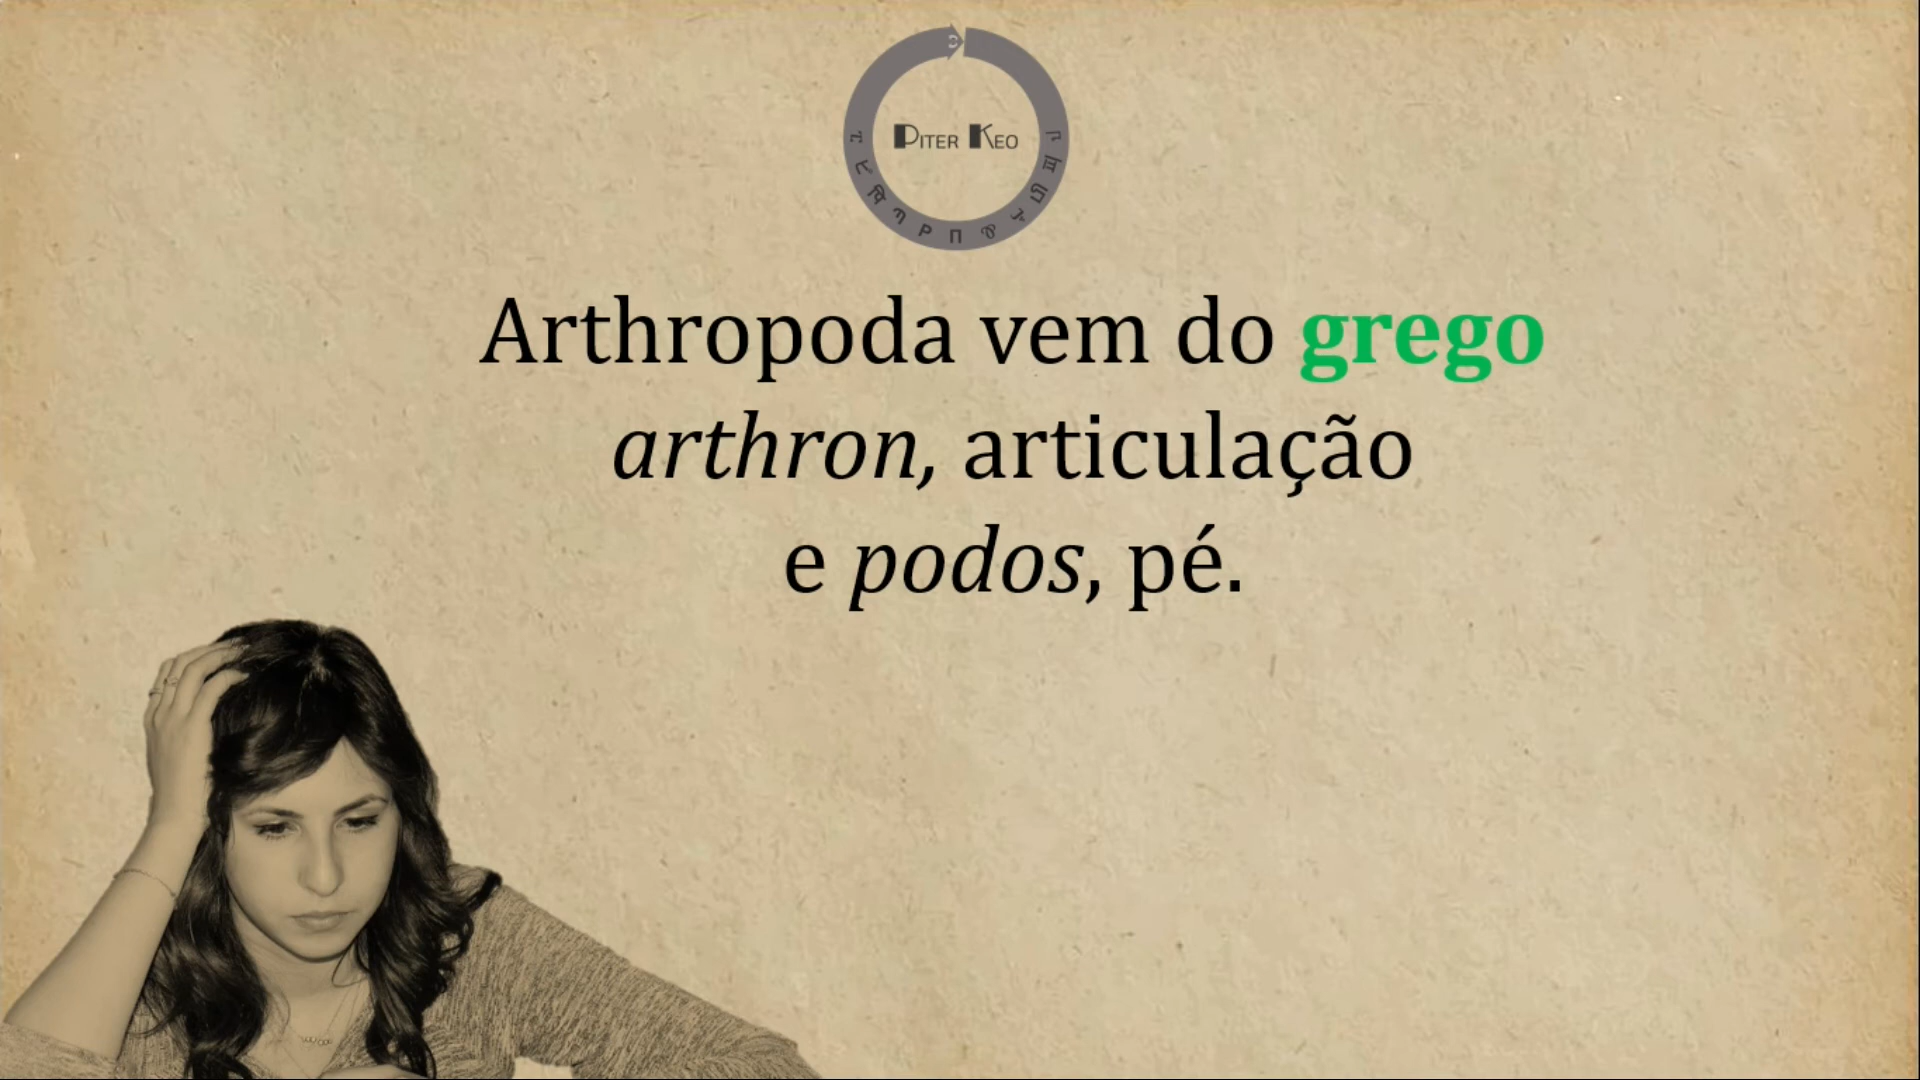 Piter Keo
Arthropoda vem do grego
arthron, articulação
e podos, pé.